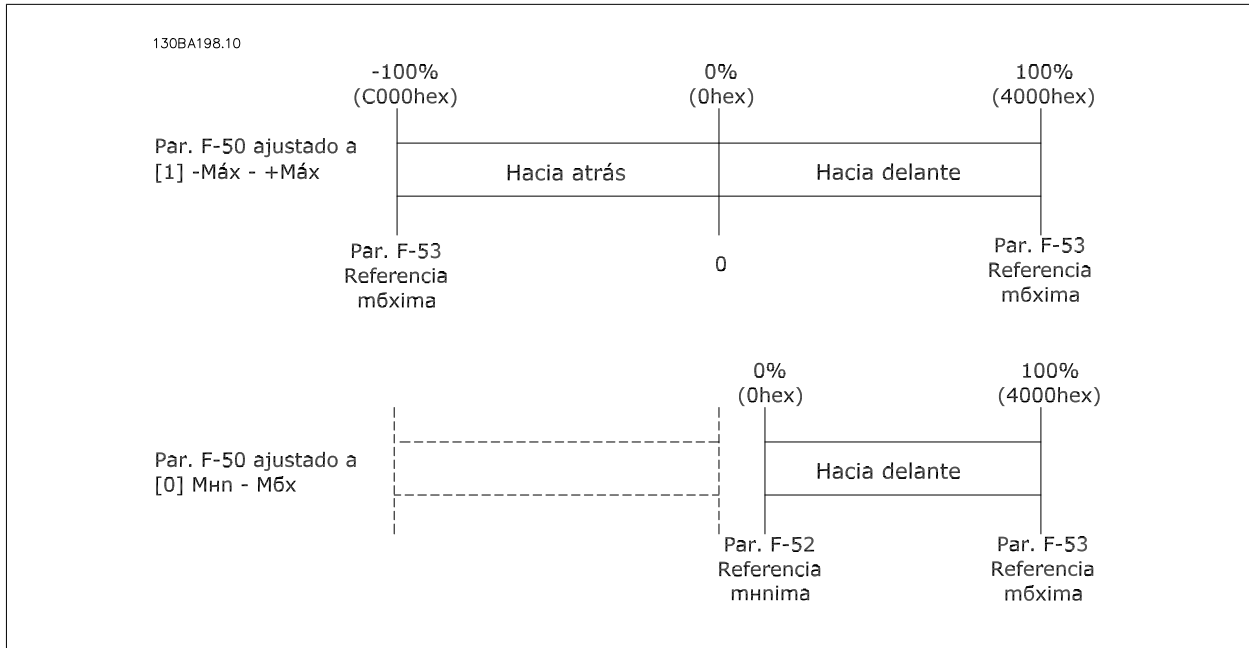 130BA198.10
-100%
(C000hex)
0%
(0hex)
100%
(4000hex)
Par. F-50 ajustado a
[1] -Máx - +Máx
Hacia atrás
Hacia delante
Par. F-53
Referencia
mбxima
0
Par. F-53
Referencia
mбxima
0%
(0hex)
100%
(4000hex)
Par. F-50 ajustado a
[0] Mнn - Mбx
Hacia delante
Par. F-52
Referencia
mнnima
Par. F-53
Referencia
mбxima